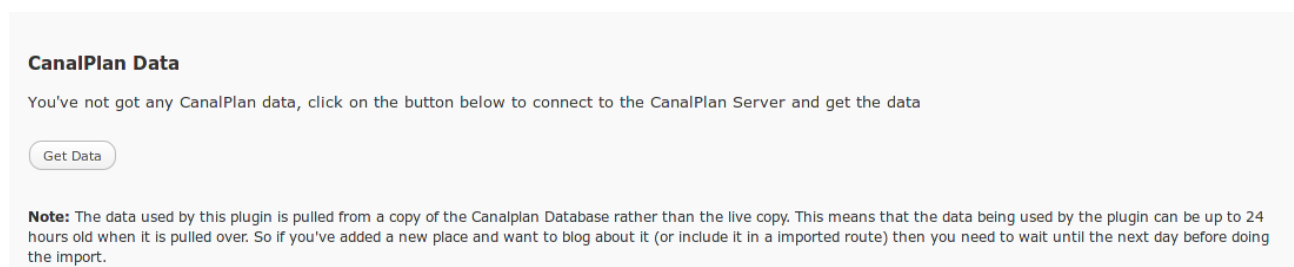 CanalPlan Data
You've not got any CanalPlan data, click on the button below to connect to the CanalPlan Server and get the data
Get Data
Note: The data used by this plugin is pulled from a copy of the Canalplan Database rather than the live copy. This means that the data being used by the plugin can be up to 24
hours old when it is pulled over. So if you've added a new place and want to blog about it (or include it in a imported route) then you need to wait until the next day before doing
the import.